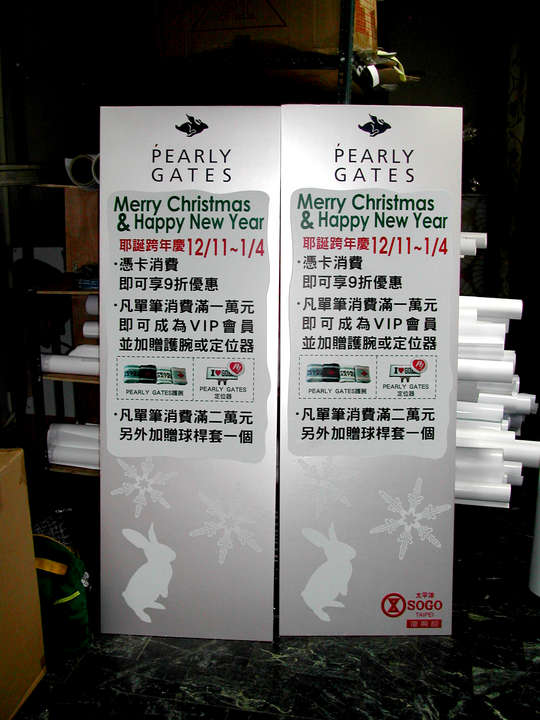 PEARLY
GATES
Merry Christmas
& Happy New Year
耶誕跨年慶12/11~1/4
·憑卡消費
即可享9折優惠
·凡單筆消費滿一萬元
即可成為VIP會員
並加贈護腕或定位器
PEARLY GATES護腕
PEARLY GATES
定位器
·凡單筆消費滿二萬元
另外加贈球桿套一個
PEARLY
GATES
Merry Christmas
& Happy New Year
耶誕跨年慶12/11~1/4
·憑卡消費
即可享9折優惠
·凡單筆消費滿一萬元
即可成為VIP會員
並加贈護腕或定位器
PEARLY GATES護腕
PEARLY GATES
定位器
·凡單筆消費滿二萬元
另外加贈球桿套一個
太平洋
SOGO
TAIPEI
復興館